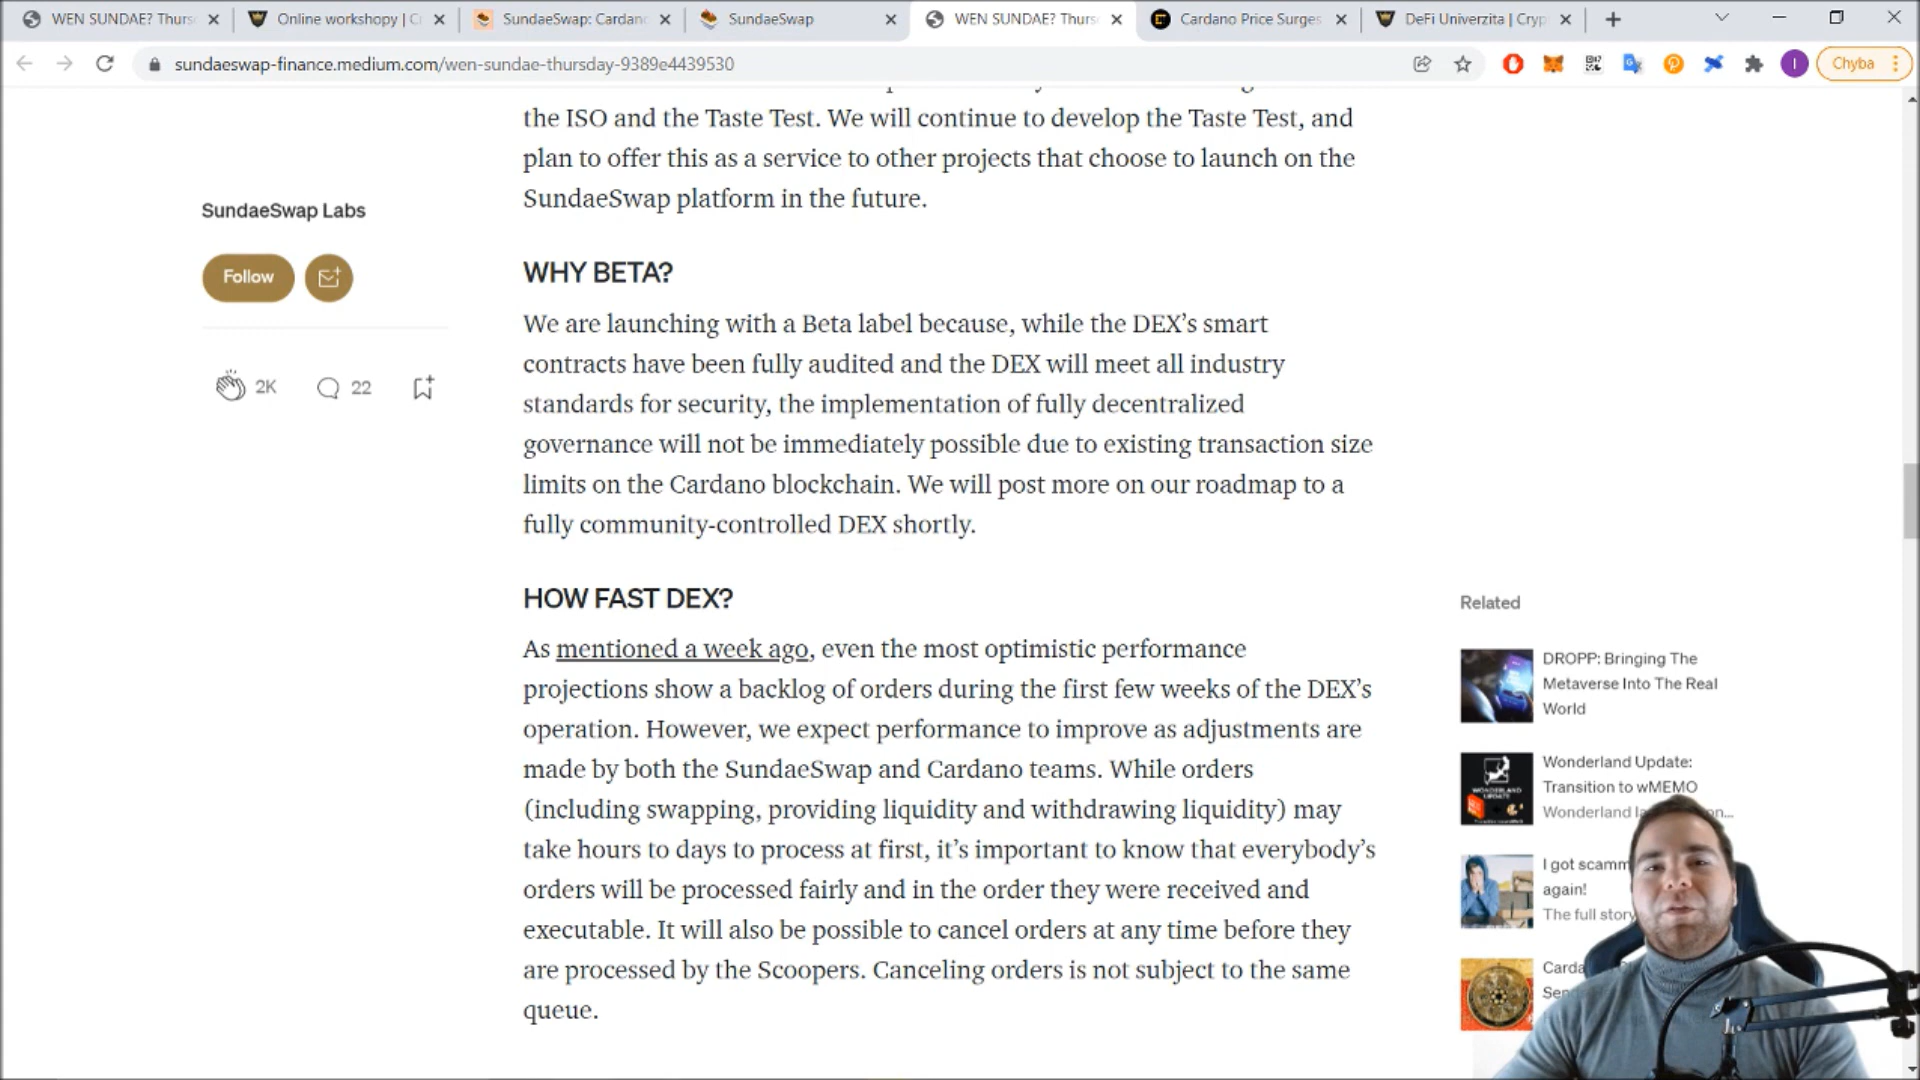 WEN SUNDAE? Thurs
Online workshopy | C
SundaeSwap: Cardano
SundaeSwap
WEN SUNDAE? Thurs
Cardano Price Surges
DeFi Univerzita | Cryp
sundaeswap-finance.medium.com/wen-sundae-thursday-9389e4439530
I
Chyba
the ISO and the Taste Test. We will continue to develop the Taste Test, and
plan to offer this as a service to other projects that choose to launch on the
SundaeSwap platform in the future.
SundaeSwap Labs
Follow
2K
22
WHY BETA?
We are launching with a Beta label because, while the DEX’s smart
contracts have been fully audited and the DEX will meet all industry
standards for security, the implementation of fully decentralized
governance will not be immediately possible due to existing transaction size
limits on the Cardano blockchain. We will post more on our roadmap to a
fully community-controlled DEX shortly.
HOW FAST DEX?
As mentioned a week ago, even the most optimistic performance
projections show a backlog of orders during the first few weeks of the DEX’s
operation. However, we expect performance to improve as adjustments are
made by both the SundaeSwap and Cardano teams. While orders
(including swapping, providing liquidity and withdrawing liquidity) may
take hours to days to process at first, it’s important to know that everybody’s
orders will be processed fairly and in the order they were received and
executable. It will also be possible to cancel orders at any time before they
are processed by the Scoopers. Canceling orders is not subject to the same
queue.
Related
DROPP: Bringing The
Metaverse Into The Real
World
WONDERLAND
UPDATE
Wonderland Update:
Transition to wMEMO
Wonderland la
I got scamm
again!
The full story
Carda
Sen